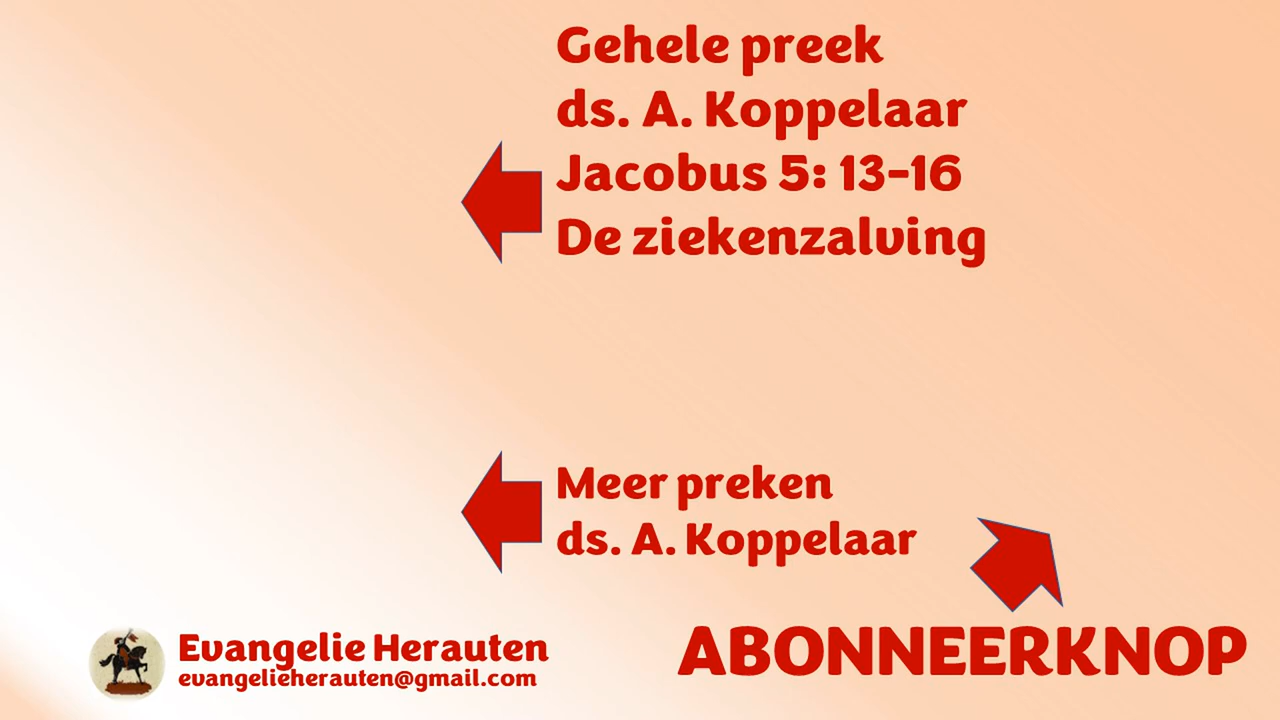 Gehele preek
ds. A. Koppelaar
Jacobus 5: 13-16
De ziekenzalving
Meer preken
ds. A. Koppelaar
ABONNEERKNOP
Evangelie Herauten
evangelieherauten@gmail.com